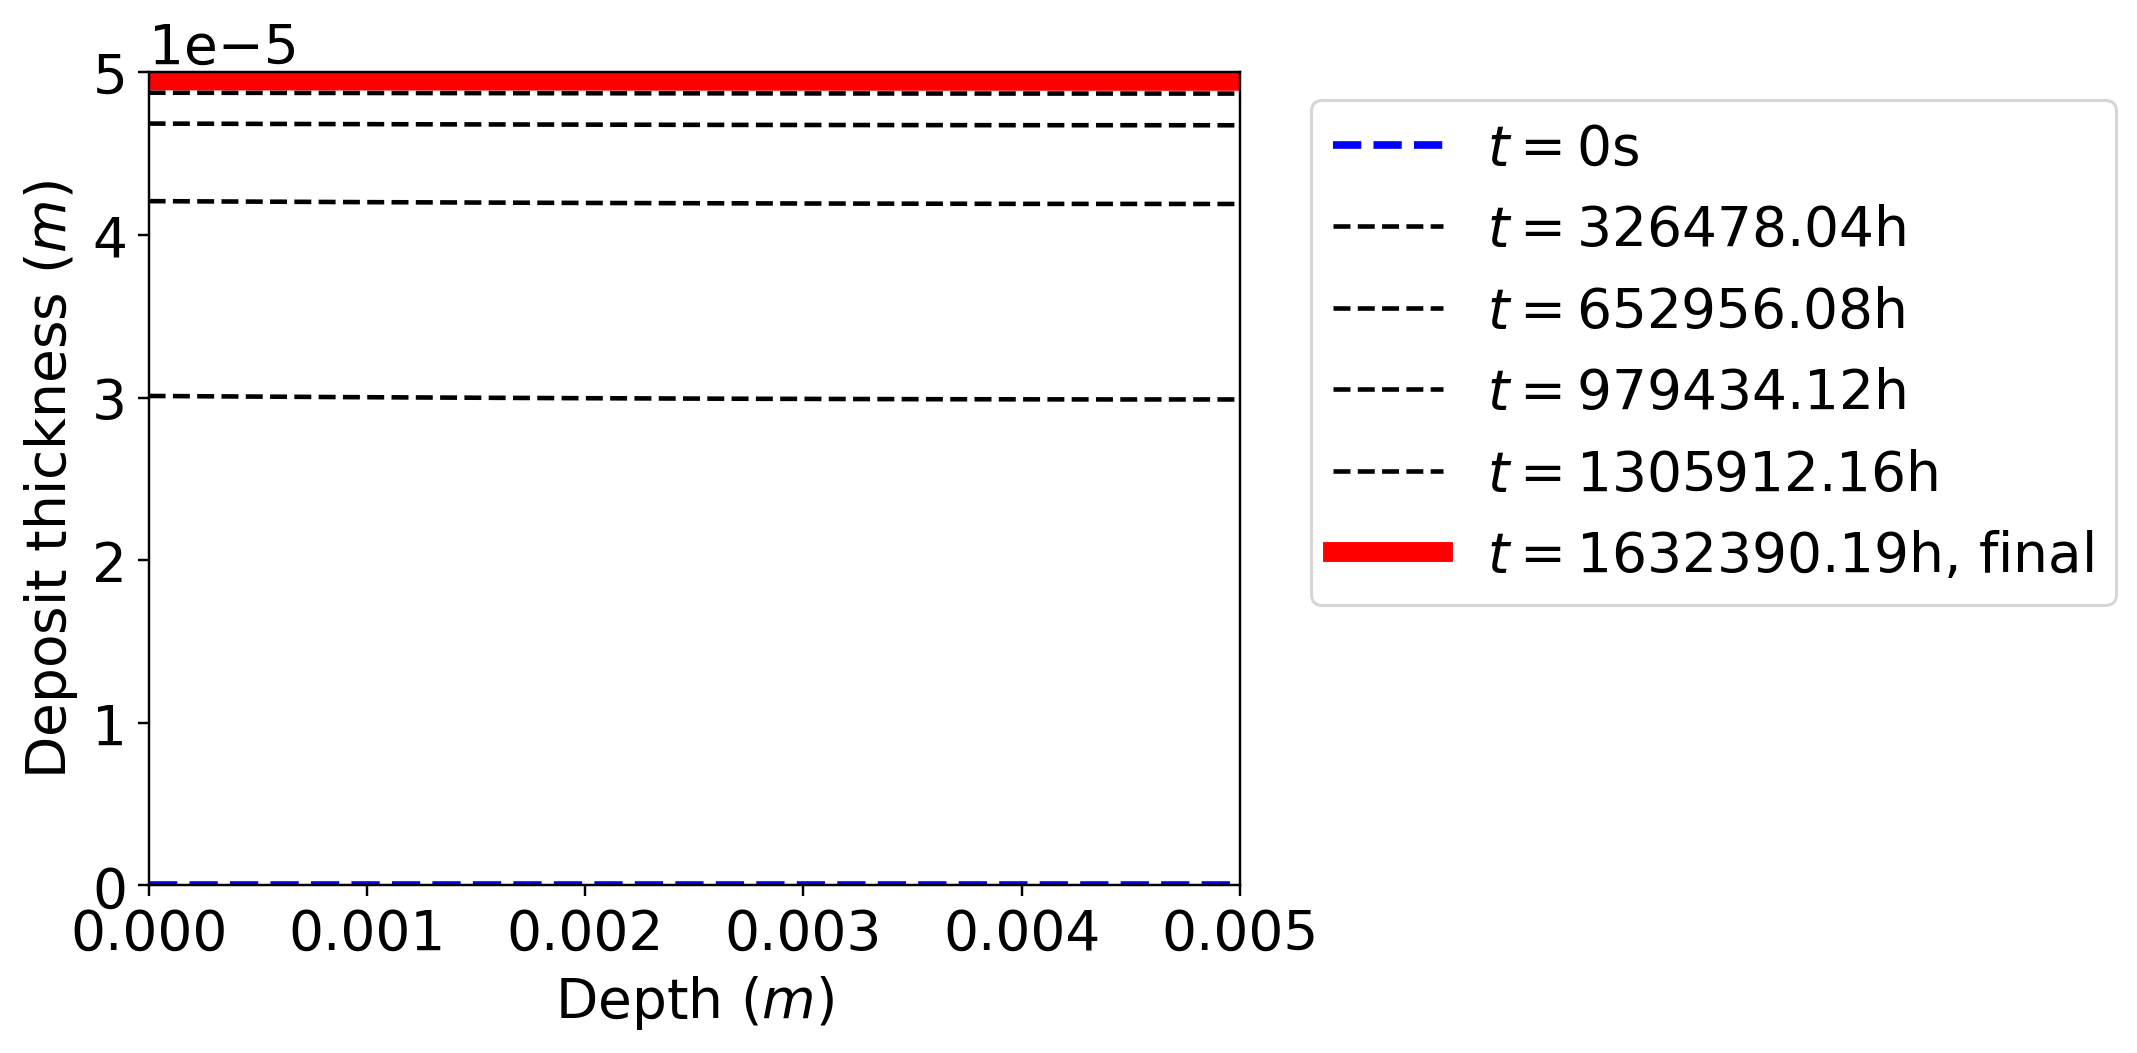 1e−5
5
4
3
2
1
0
0.000 0.001 0.002 0.003 0.004 0.005
Depth (m)
Deposit thickness (m)
t = 0s
t = 326478.04h
t = 652956.08h
t = 979434.12h
t = 1305912.16h
t = 1632390.19h, final